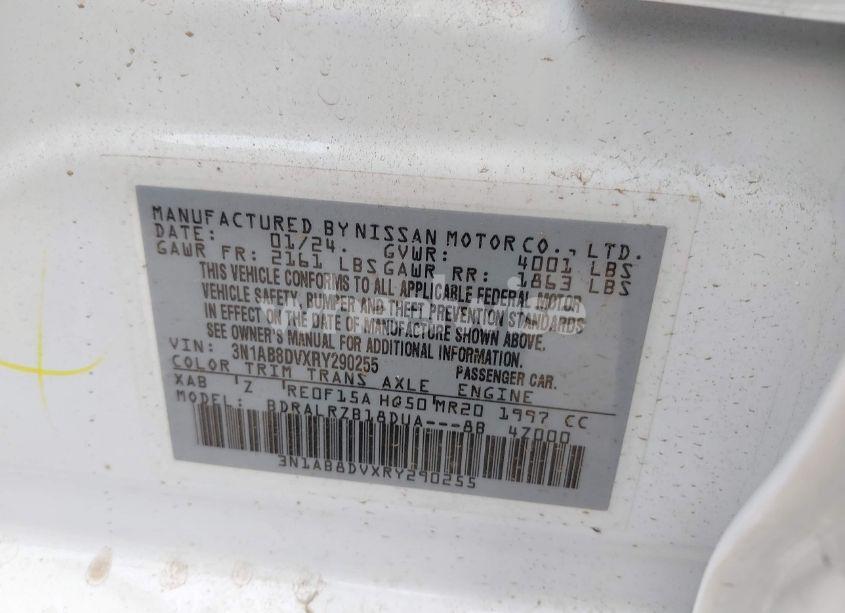 MANUFACTURED BY NISSAN MOTOR CO., LTD.
DATE: 01/24. GVWR: 4001 LBS
GAWR FR: 2161 LBS GAWR RR: 1863 LBS
THIS VEHICLE CONFORMS TO ALL APPLICABLE FEDERAL MOTOR
VEHICLE SAFETY, BUMPER AND THEFT PREVENTION STANDARDS
IN EFFECT ON THE DATE OF MANUFACTURE SHOWN ABOVE.
SEE OWNER'S MANUAL FOR ADDITIONAL INFORMATION.
VIN: 3N1AB8DVXRY290255 PASSENGER CAR.
COLOR TRIM TRANS AXLE ENGINE
XAB Z RE0F15A HG50 MR20 1997 CC
MODEL: BDRALRZB18DUA---8B 4Z000
3N1AB8DVXRY290255